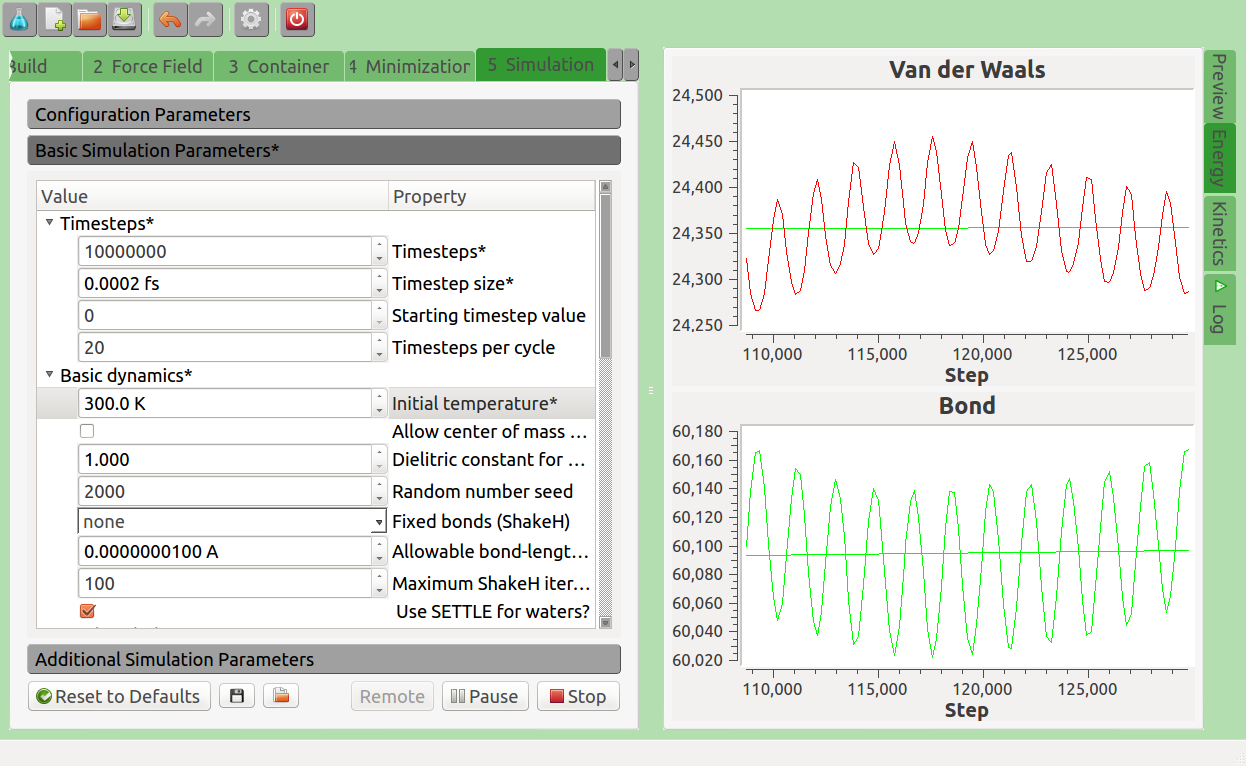 Build 2 Force Field 3 Container 4 Minimization 5 Simulation
Configuration Parameters
Basic Simulation Parameters*
Value Property
Timesteps*
10000000 Timesteps*
0.0002 fs Timestep size*
0 Starting timestep value
20 Timesteps per cycle
Basic dynamics*
300.0 K Initial temperature*
Allow center of mass ...
1.000 Dielitric constant for ...
2000 Random number seed
none Fixed bonds (ShakeH)
0.0000000100 A Allowable bond-lengt...
100 Maximum ShakeH iter...
Use SETTLE for waters?
Additional Simulation Parameters
Reset to Defaults Remote Pause Stop
Van der Waals
24,500
24,450
24,400
24,350
24,300
24,250
110,000 115,000 120,000 125,000
Step
Bond
60,180
60,160
60,140
60,120
60,100
60,080
60,060
60,040
60,020
110,000 115,000 120,000 125,000
Step
Preview
Energy
Kinetics
Log